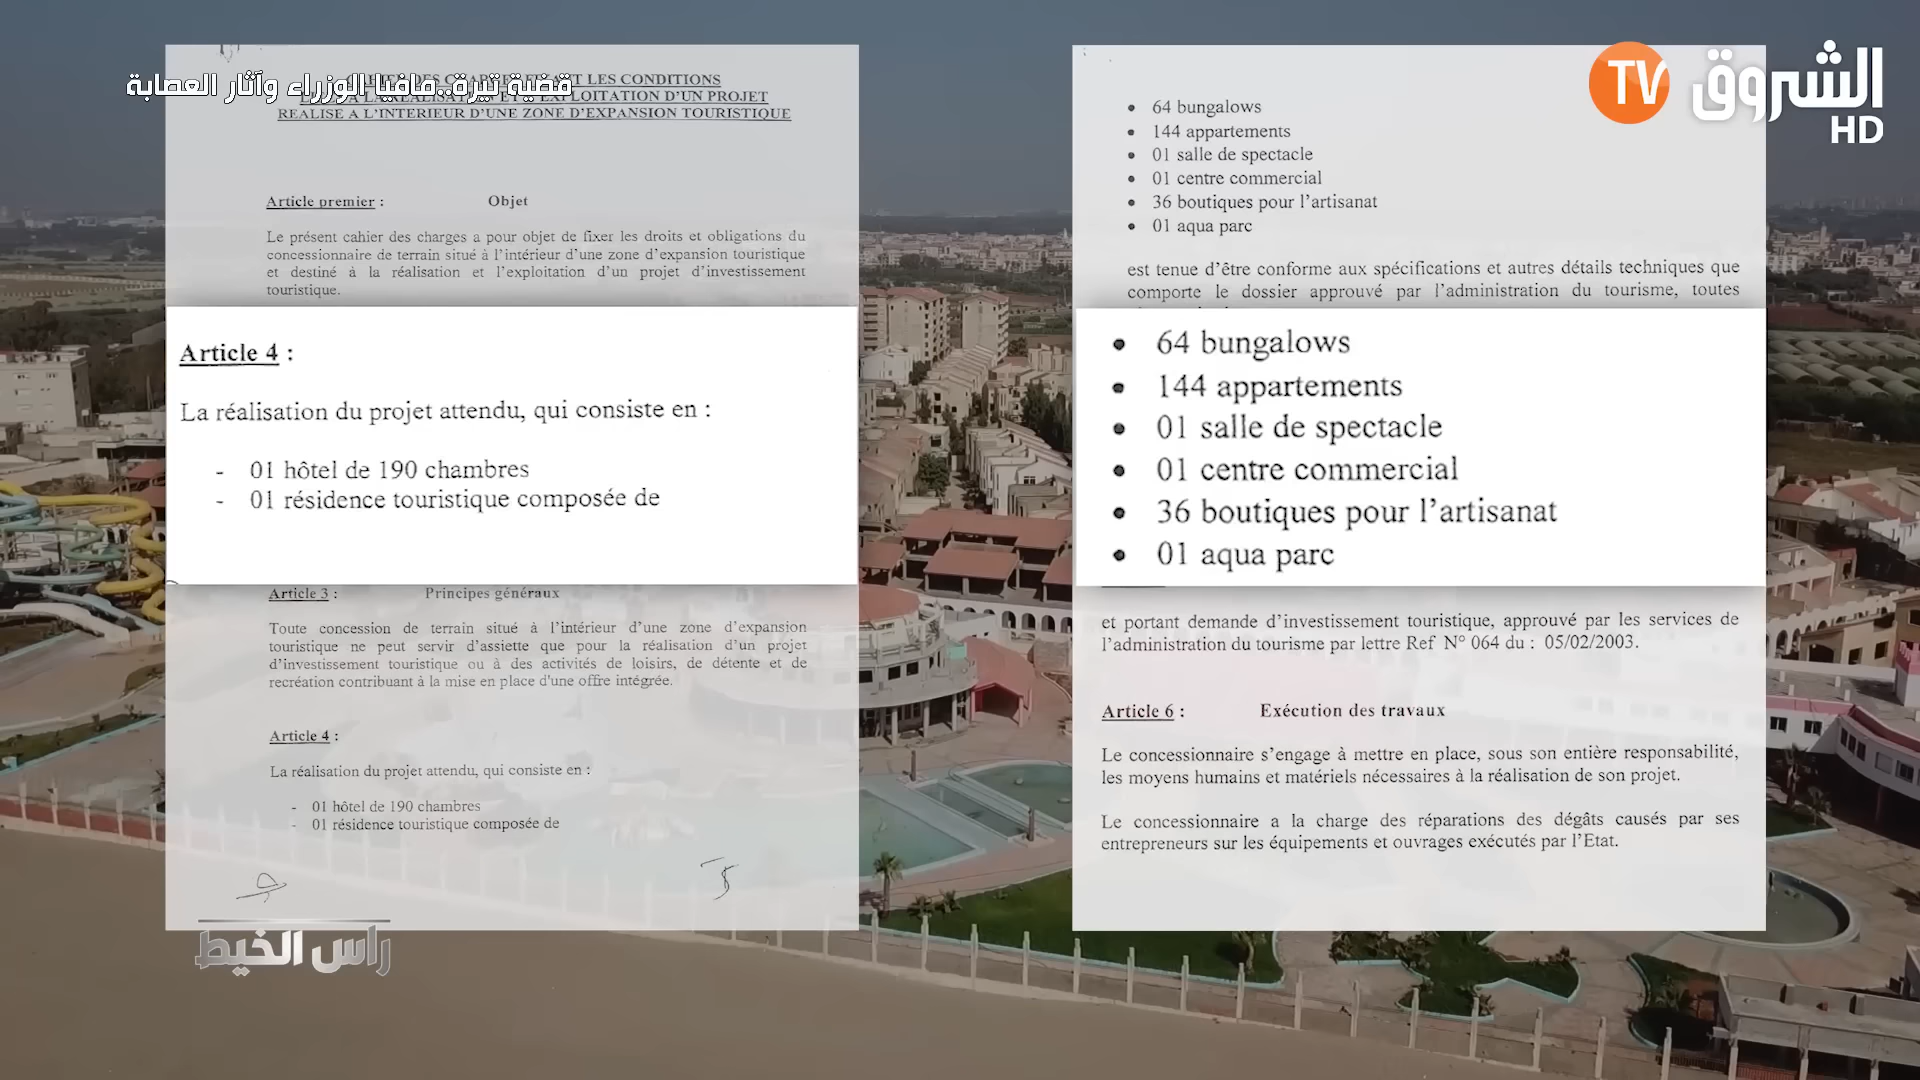 قضية تيرة..مافيا الوزراء وآثار العصابة
LES CONDITIONS
D'UN PROJET
REALISE A L'INTERIEUR D'UNE ZONE D'EXPANSION TOURISTIQUE
Article premier : Objet
Le présent cahier des charges a pour objet de fixer les droits et obligations du
concessionnaire de terrain situé à l'intérieur d'une zone d'expansion touristique
et destiné à la réalisation et l'exploitation d'un projet d'investissement
touristique.
Article 4 :
La réalisation du projet attendu, qui consiste en :
- 01 hôtel de 190 chambres
- 01 résidence touristique composée de
Article 3 : Principes généraux
Toute concession de terrain situé à l'intérieur d'une zone d'expansion
touristique ne peut servir d'assiette que pour la réalisation d'un projet
d'investissement touristique ou à des activités de loisirs, de détente et de
recréation contribuant à la mise en place d'une offre intégrée.
Article 4 :
La réalisation du projet attendu, qui consiste en :
- 01 hôtel de 190 chambres
- 01 résidence touristique composée de
راس الخيط
• 64 bungalows
• 144 appartements
• 01 salle de spectacle
• 01 centre commercial
• 36 boutiques pour l'artisanat
• 01 aqua parc
est tenue d'être conforme aux spécifications et autres détails techniques que
comporte le dossier approuvé par l'administration du tourisme, toutes
• 64 bungalows
• 144 appartements
• 01 salle de spectacle
• 01 centre commercial
• 36 boutiques pour l'artisanat
• 01 aqua parc
et portant demande d'investissement touristique, approuvé par les services de
l'administration du tourisme par lettre Ref N° 064 du : 05/02/2003.
Article 6 : Exécution des travaux
Le concessionnaire s'engage à mettre en place, sous son entière responsabilité,
les moyens humains et matériels nécessaires à la réalisation de son projet.
Le concessionnaire a la charge des réparations des dégâts causés par ses
entrepreneurs sur les équipements et ouvrages exécutés par l'Etat.
الشروق TV
HD